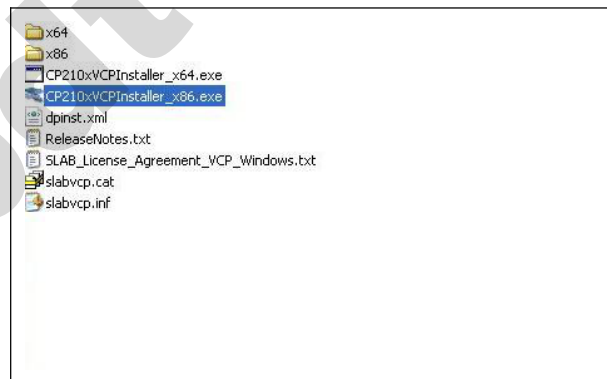 x64
x86
CP210xVCPInstaller_x64.exe
CP210xVCPInstaller_x86.exe
dpinst.xml
ReleaseNotes.txt
SLAB_License_Agreement_VCP_Windows.txt
slabvcp.cat
slabvcp.inf